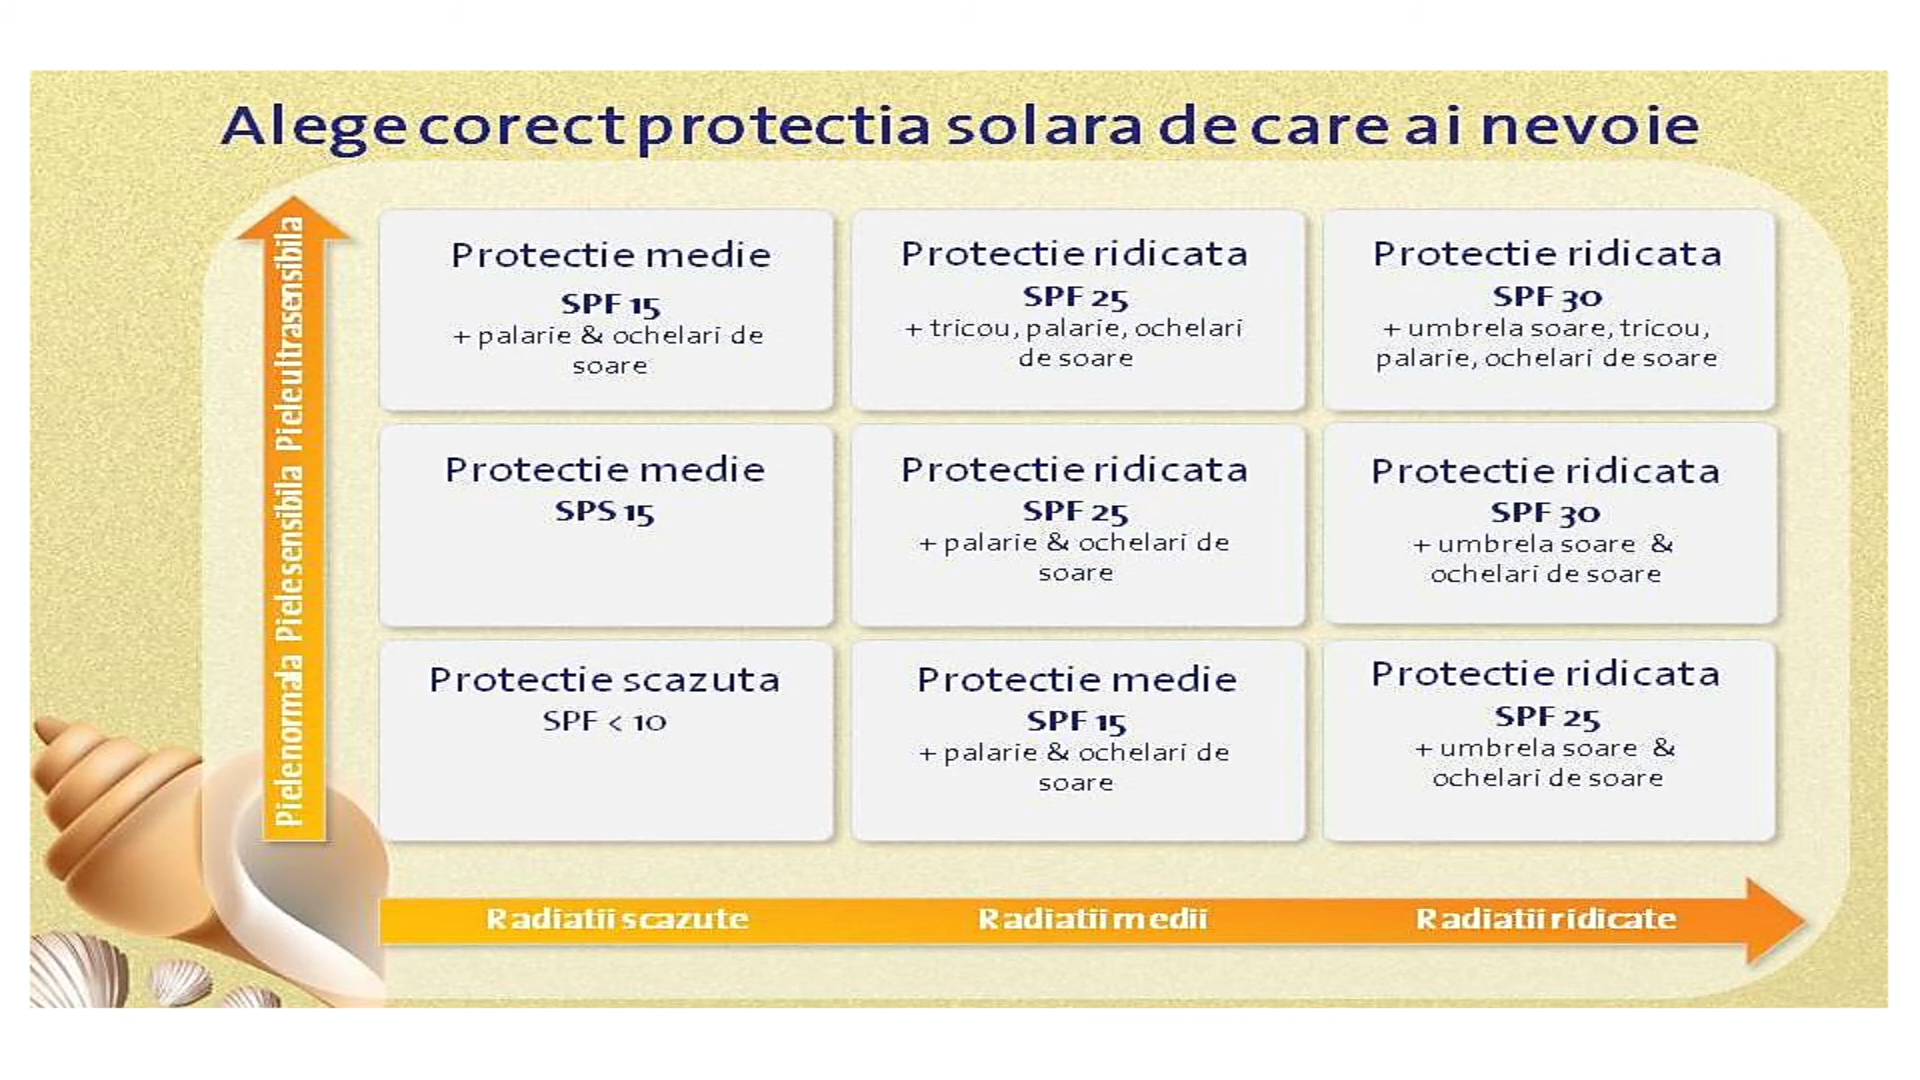 Alege corect protectia solara de care ai nevoie
Piele normala Piele sensibila Piele ultrasensibila
Protectie medie
SPF 15
+ palarie & ochelari de
soare
Protectie ridicata
SPF 25
+ tricou, palarie, ochelari
de soare
Protectie ridicata
SPF 30
+ umbrela soare, tricou,
palarie, ochelari de soare
Protectie medie
SPS 15
Protectie ridicata
SPF 25
+ palarie & ochelari de
soare
Protectie ridicata
SPF 30
+ umbrela soare &
ochelari de soare
Protectie scazuta
SPF < 10
Protectie medie
SPF 15
+ palarie & ochelari de
soare
Protectie ridicata
SPF 25
+ umbrela soare &
ochelari de soare
Radiatii scazute
Radiatii medii
Radiatii ridicate